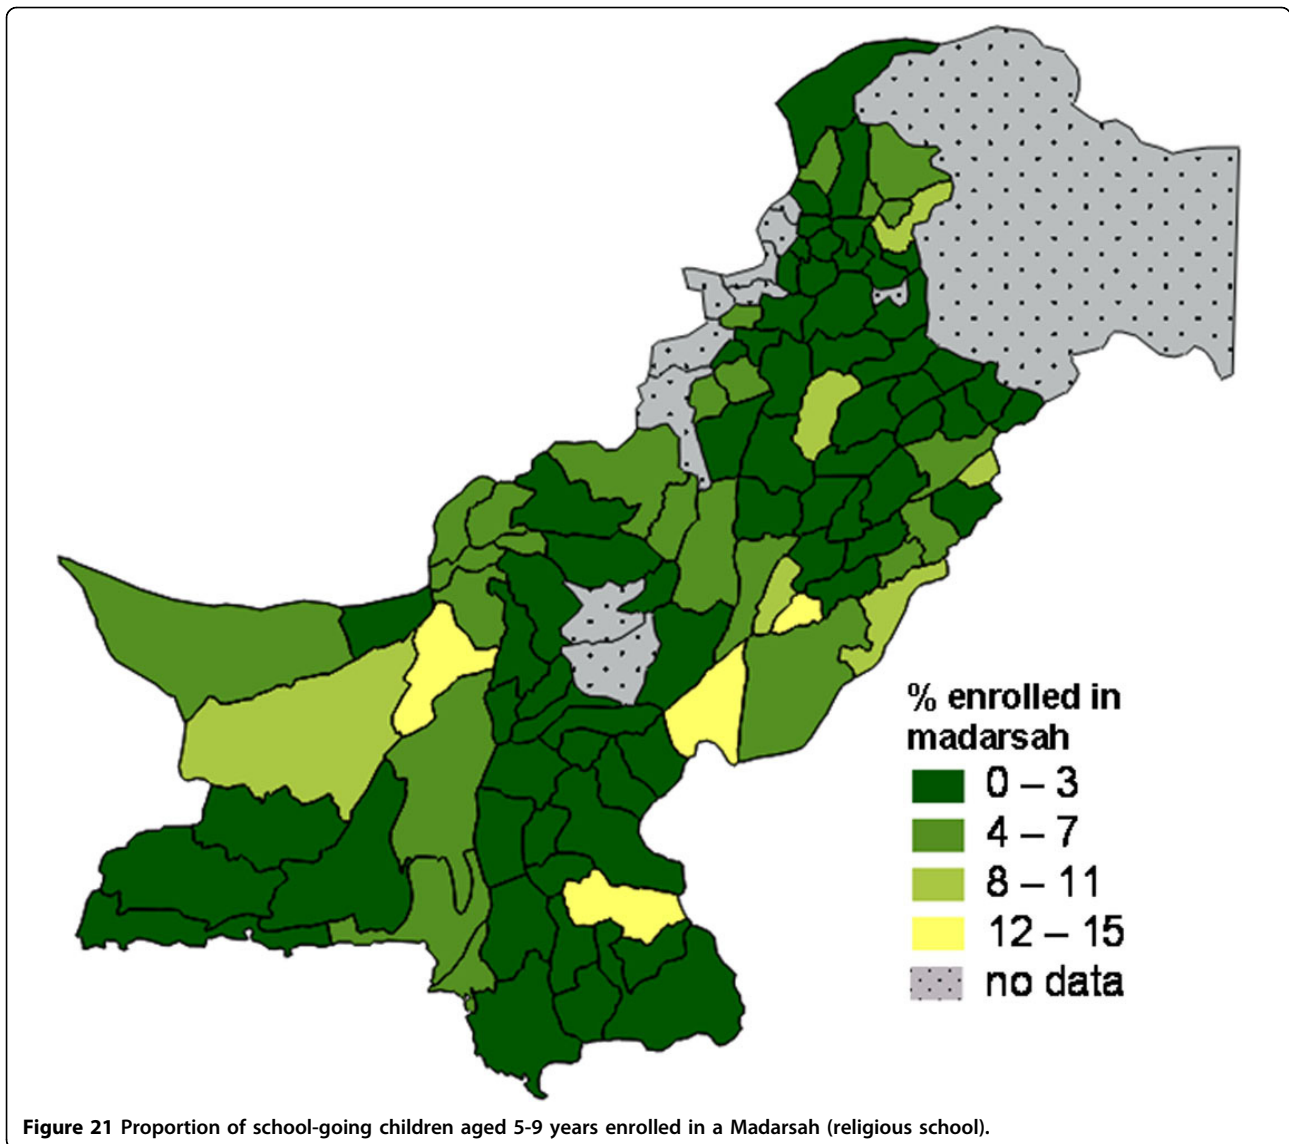 % enrolled in
madarsah
0 – 3
4 – 7
8 – 11
12 – 15
no data
Figure 21 Proportion of school-going children aged 5-9 years enrolled in a Madarsah (religious school).